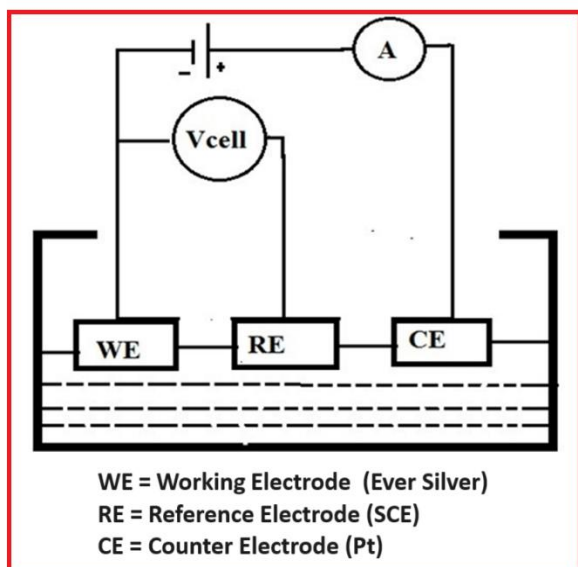 A
− +
Vcell
WE
RE
CE
WE = Working Electrode (Ever Silver)
RE = Reference Electrode (SCE)
CE = Counter Electrode (Pt)